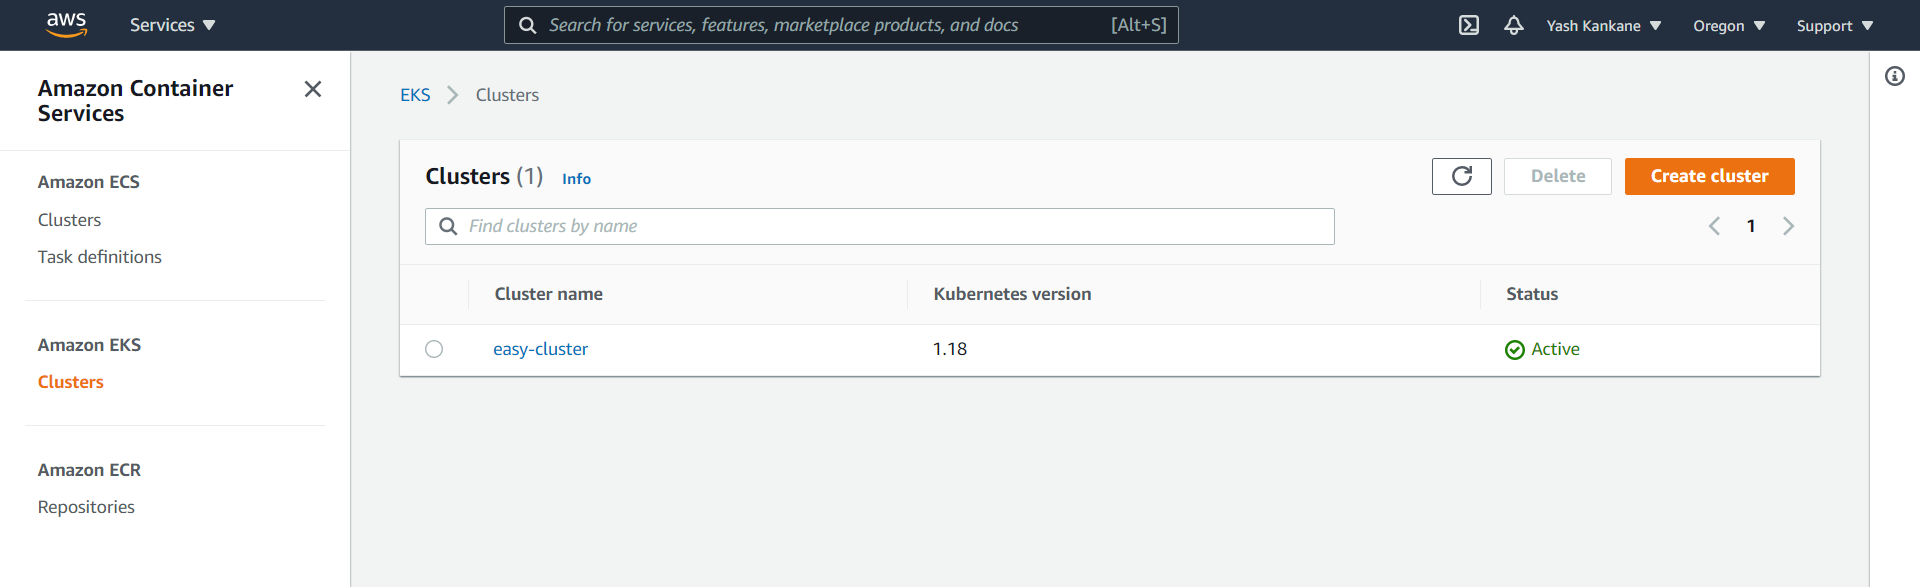 aws Services Search for services, features, marketplace products, and docs [Alt+S] Yash Kankane Oregon Support
Amazon Container
Services
Amazon ECS
Clusters
Task definitions
Amazon EKS
Clusters
Amazon ECR
Repositories
EKS Clusters
Clusters (1) Info Delete Create cluster
Find clusters by name 1
Cluster name Kubernetes version Status
easy-cluster 1.18 Active